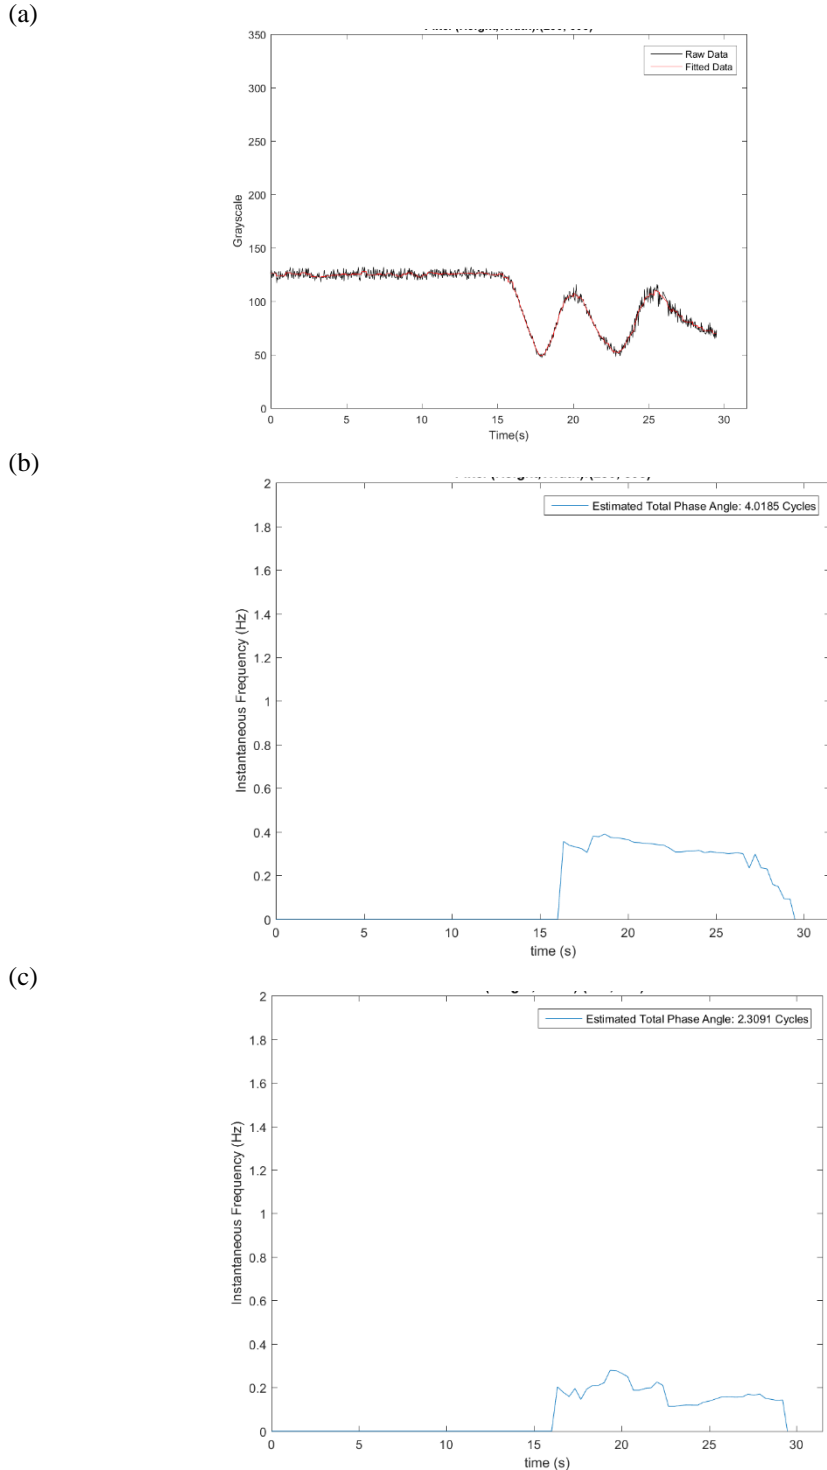 (a)
350
300
250
200
150
100
50
0
Grayscale
Raw Data
Fitted Data
0 5 10 15 20 25 30
Time(s)
(b)
2
1.8
1.6
1.4
1.2
1
0.8
0.6
0.4
0.2
0
Instantaneous Frequency (Hz)
Estimated Total Phase Angle: 4.0185 Cycles
0 5 10 15 20 25 30
time (s)
(c)
2
1.8
1.6
1.4
1.2
1
0.8
0.6
0.4
0.2
0
Instantaneous Frequency (Hz)
Estimated Total Phase Angle: 2.3091 Cycles
0 5 10 15 20 25 30
time (s)